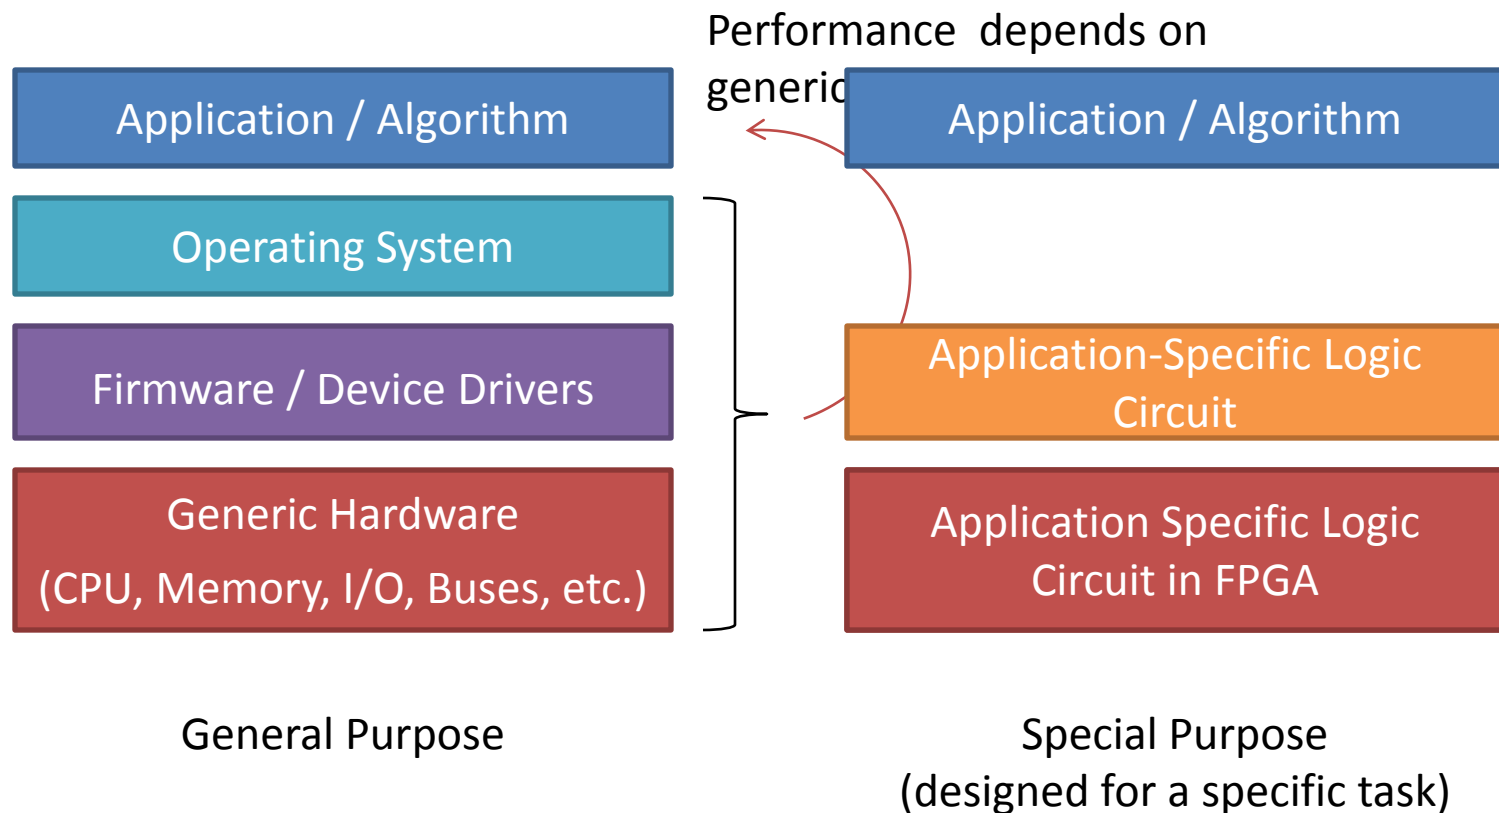 Performance depends on
generic
Application / Algorithm
Operating System
Firmware / Device Drivers
Generic Hardware
(CPU, Memory, I/O, Buses, etc.)
General Purpose
Application / Algorithm
Application-Specific Logic
Circuit
Application Specific Logic
Circuit in FPGA
Special Purpose
(designed for a specific task)